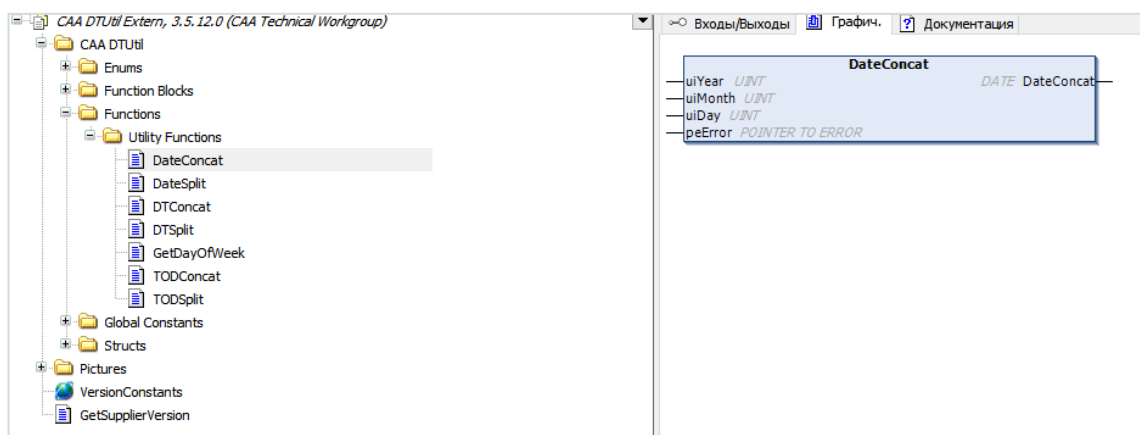 CAA DTUtil Extern, 3.5.12.0 (CAA Technical Workgroup)
CAA DTUtil
Enums
Function Blocks
Functions
Utility Functions
DateConcat
DateSplit
DTConcat
DTSplit
GetDayOfWeek
TODConcat
TODSplit
Global Constants
Structs
Pictures
VersionConstants
GetSupplierVersion
Входы/Выходы Графич. Документация
DateConcat
uiYear UINT DATE DateConcat
uiMonth UINT
uiDay UINT
peError POINTER TO ERROR